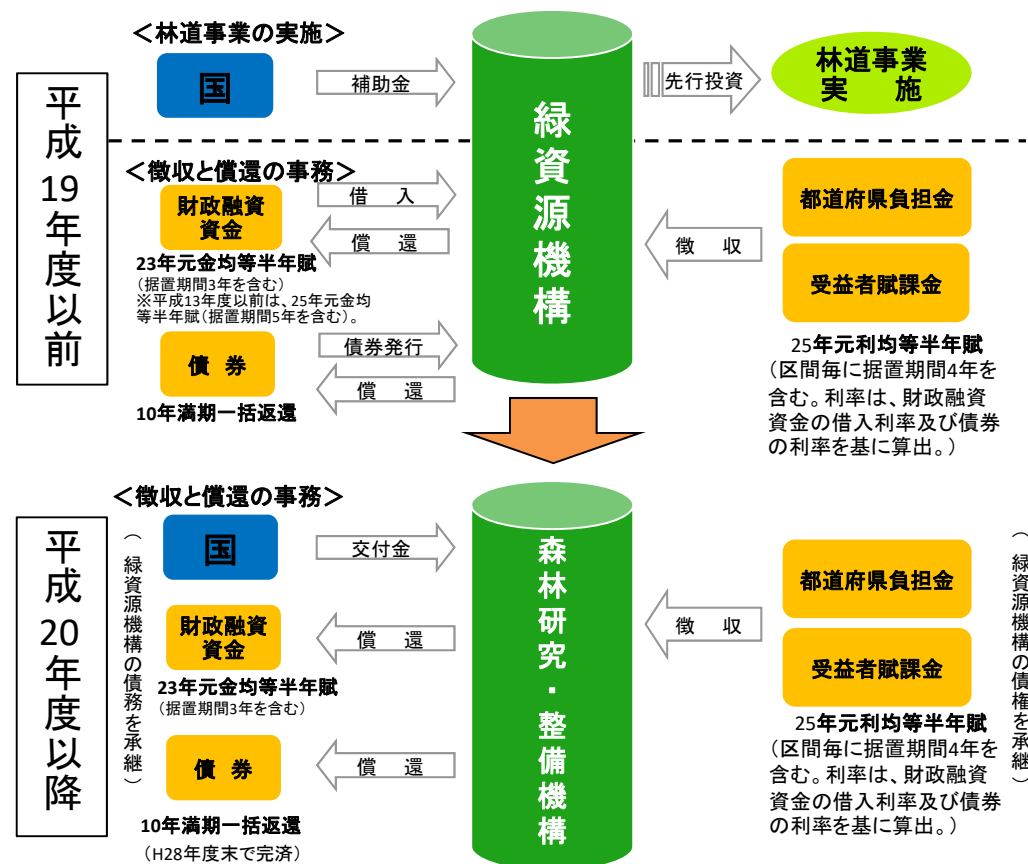 平成19年度以前
＜林道事業の実施＞
国
補助金
緑資源機構
先行投資
林道事業
実　施
＜徴収と償還の事務＞
財政融資
資金
借　入
償　還
23年元金均等半年賦
(据置期間3年を含む)
※平成13年度以前は、25年元金均
等半年賦(据置期間5年を含む)。
債 券
債券発行
償　還
10年満期一括返還
徴　収
都道府県負担金
受益者賦課金
25年元利均等半年賦
(区間毎に据置期間4年を
含む。利率は、財政融資
資金の借入利率及び債券
の利率を基に算出。)
平成20年度以降
（緑資源機構の債務を承継）
＜徴収と償還の事務＞
国
交付金
森林研究・整備機構
財政融資
資金
償　還
23年元金均等半年賦
(据置期間3年を含む)
債 券
償　還
10年満期一括返還
(H28年度末で完済)
徴　収
都道府県負担金
受益者賦課金
25年元利均等半年賦
(区間毎に据置期間4年を
含む。利率は、財政融資
資金の借入利率及び債券
の利率を基に算出。)
（緑資源機構の債権を承継）